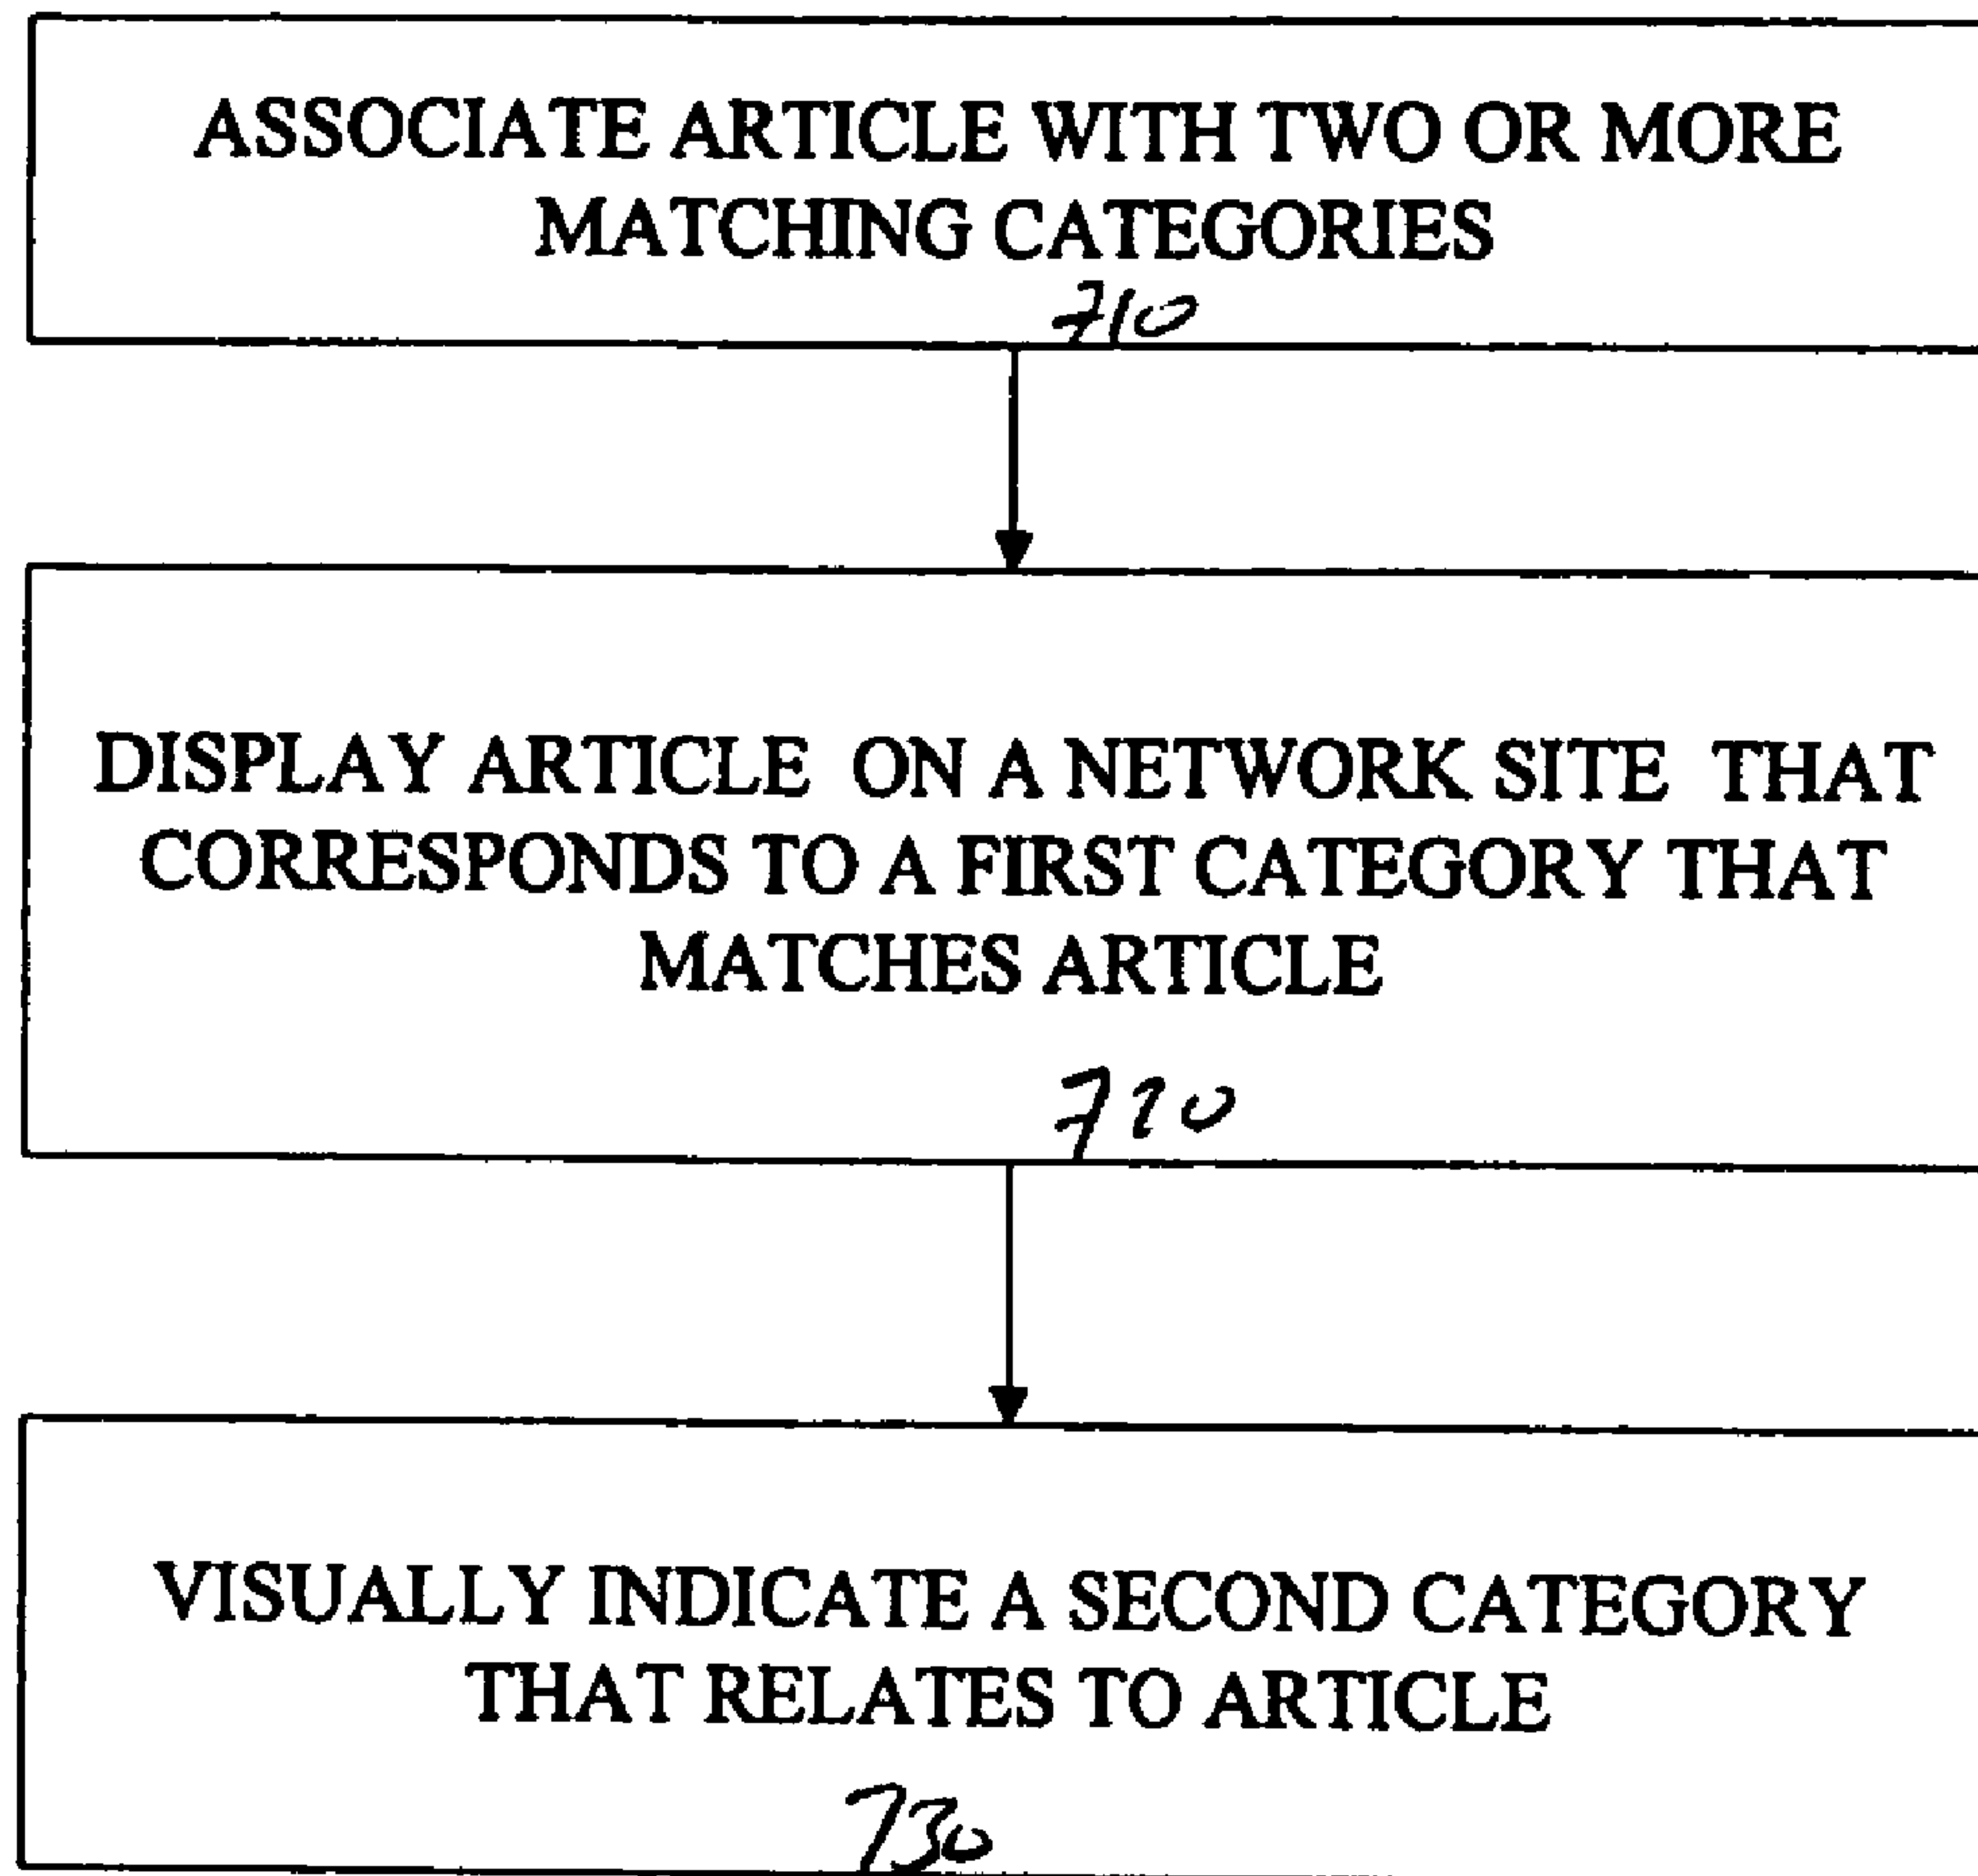 ASSOCIATE ARTICLE WITH TWO OR MORE
MATCHING CATEGORIES
710
DISPLAY ARTICLE ON A NETWORK SITE THAT
CORRESPONDS TO A FIRST CATEGORY THAT
MATCHES ARTICLE
720
VISUALLY INDICATE A SECOND CATEGORY
THAT RELATES TO ARTICLE
730